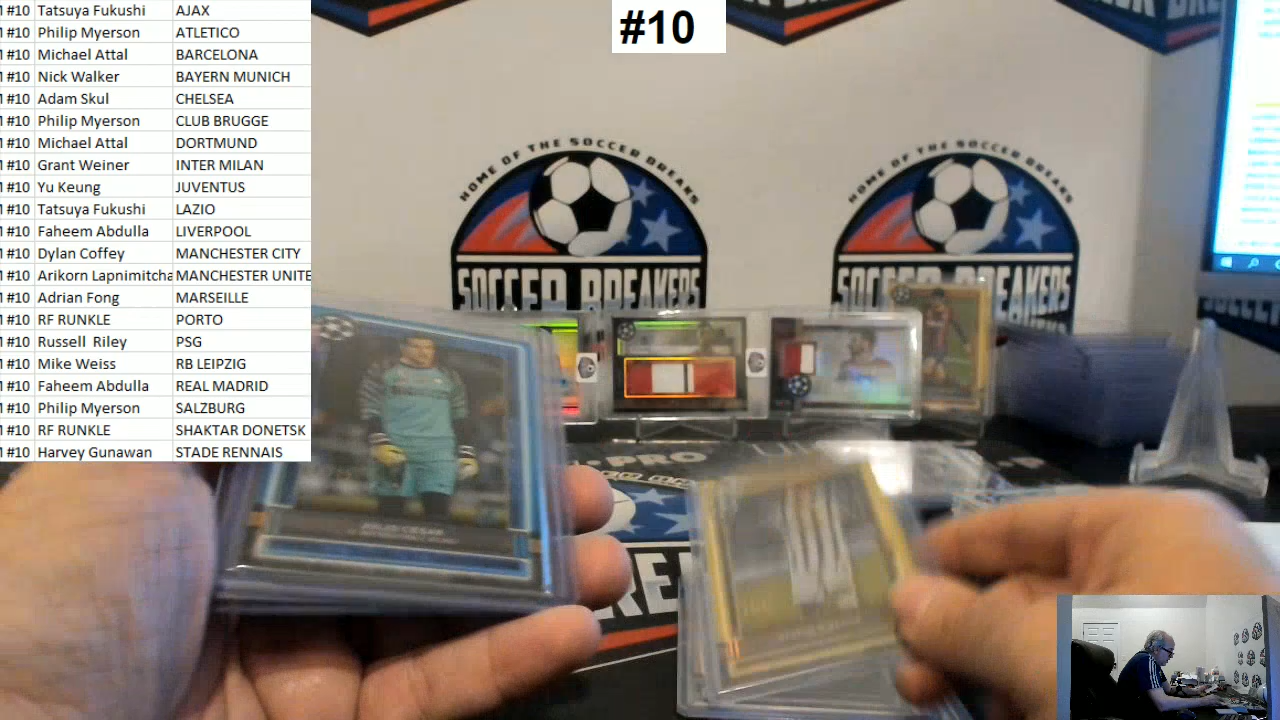 #10 Tatsuya Fukushi AJAX
#10 Philip Myerson ATLETICO
#10 Michael Attal BARCELONA
#10 Nick Walker BAYERN MUNICH
#10 Adam Skul CHELSEA
#10 Philip Myerson CLUB BRUGGE
#10 Michael Attal DORTMUND
#10 Grant Weiner INTER MILAN
#10 Yu Keung JUVENTUS
#10 Tatsuya Fukushi LAZIO
#10 Faheem Abdulla LIVERPOOL
#10 Dylan Coffey MANCHESTER CITY
#10 Arikorn Lapnimitcha MANCHESTER UNITE
#10 Adrian Fong MARSEILLE
#10 RF RUNKLE PORTO
#10 Russell Riley PSG
#10 Mike Weiss RB LEIPZIG
#10 Faheem Abdulla REAL MADRID
#10 Philip Myerson SALZBURG
#10 RF RUNKLE SHAKTAR DONETSK
#10 Harvey Gunawan STADE RENNAIS
#10
HOME OF THE SOCCER BREAKS
SOCCER BREAKERS
HOME OF THE SOCCER BREAKS
SOCCER BREAKERS